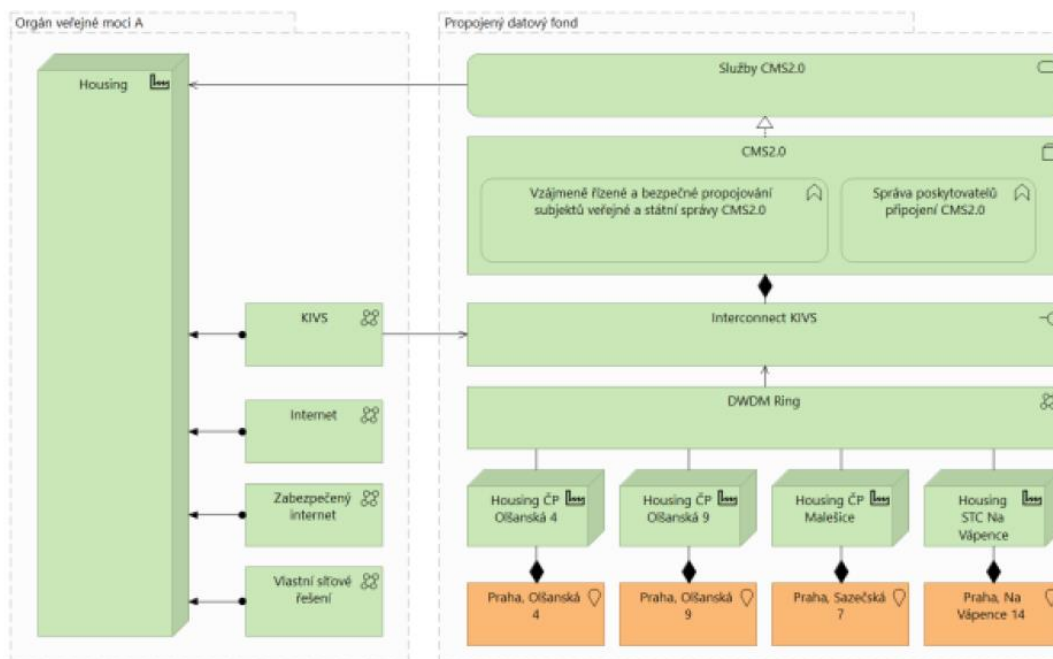 Orgán veřejné moci A
Housing
KIVS
Internet
Zabezpečený
internet
Vlastní síťové
řešení
Propojený datový fond
Služby CMS2.0
CMS2.0
Vzájmeně řízené a bezpečné propojování
subjektů veřejné a státní správy CMS2.0
Správa poskytovatelů
připojení CMS2.0
Interconnect KIVS
DWDM Ring
Housing ČP
Olšanská 4
Housing ČP
Olšanská 9
Housing ČP
Malešice
Housing
STC Na
Vápence
Praha, Olšanská
4
Praha, Olšanská
9
Praha, Sazečská
7
Praha, Na
Vápence 14